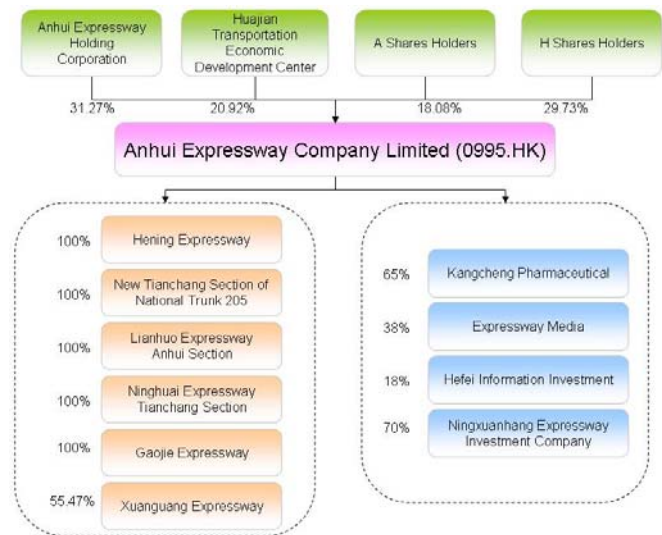 Anhui Expressway
Holding
Corporation
Huajian
Transportation
Economic
Development Center
A Shares Holders
H Shares Holders
31.27%
20.92%
18.08%
29.73%
Anhui Expressway Company Limited (0995.HK)
100%
Hening Expressway
100%
New Tianchang Section of
National Trunk 205
100%
Lianhuo Expressway
Anhui Section
100%
Ninghuai Expressway
Tianchang Section
100%
Gaojie Expressway
55.47%
Xuanguang Expressway
65%
Kangcheng Pharmaceutical
38%
Expressway Media
18%
Hefei Information Investment
70%
Ningxuanhang Expressway
Investment Company